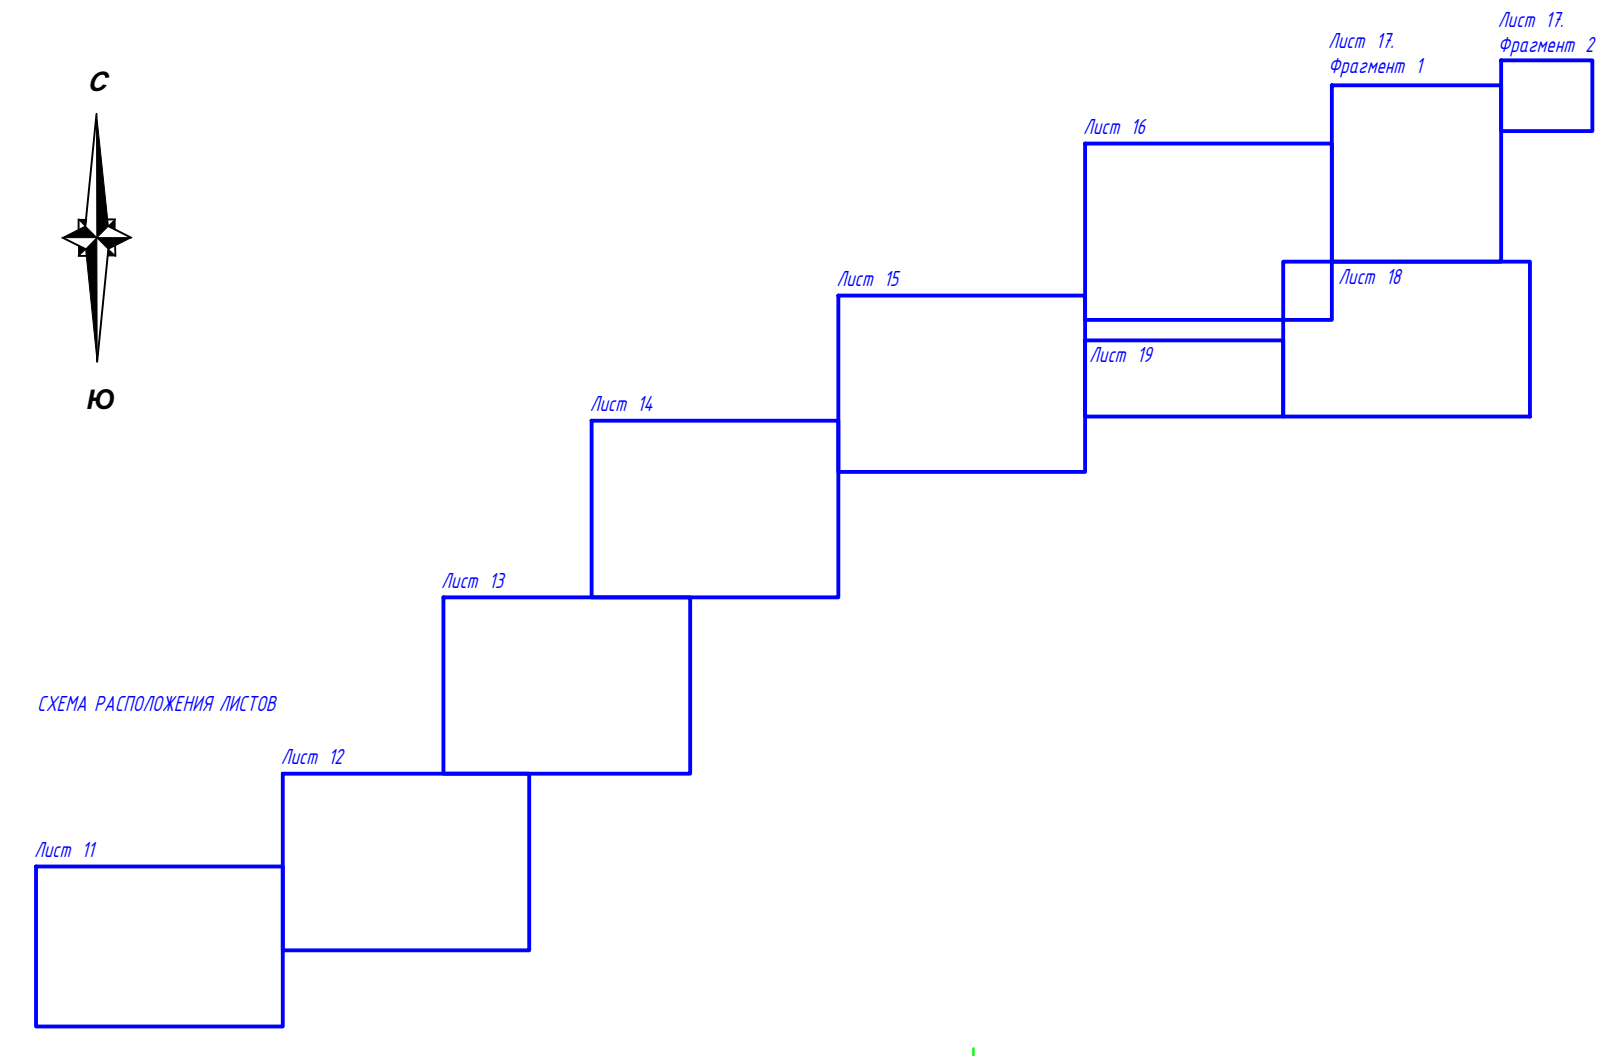 Лист 17.
Фрагмент 2
Лист 17.
Фрагмент 1
С
Лист 16
Лист 15
Лист 18
Лист 19
Ю
Лист 14
Лист 13
СХЕМА РАСПОЛОЖЕНИЯ ЛИСТОВ
Лист 12
Лист 11